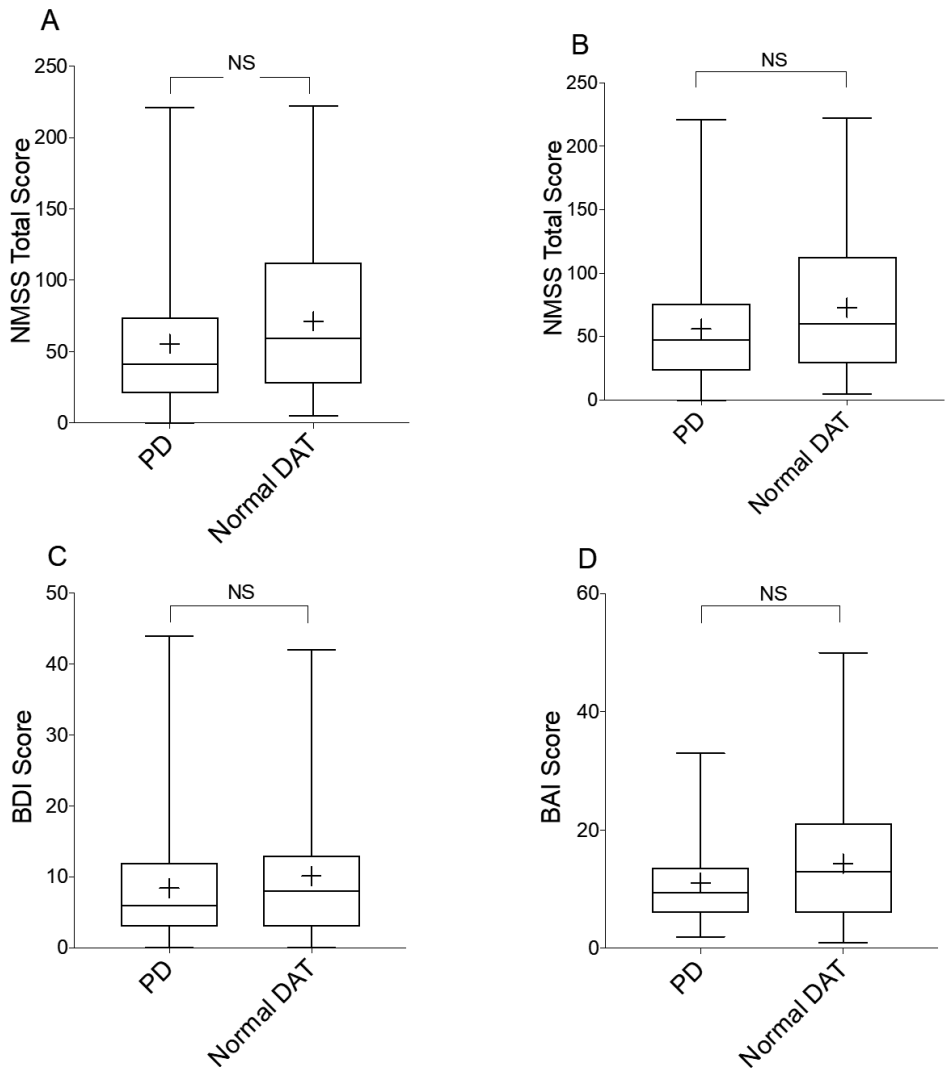 A
NS
250
200
150
100
50
0
NMSS Total Score
PD
Normal DAT
B
NS
250
200
150
100
50
0
NMSS Total Score
PD
Normal DAT
C
NS
50
40
30
20
10
0
BDI Score
PD
Normal DAT
D
NS
60
40
20
0
BAI Score
PD
Normal DAT